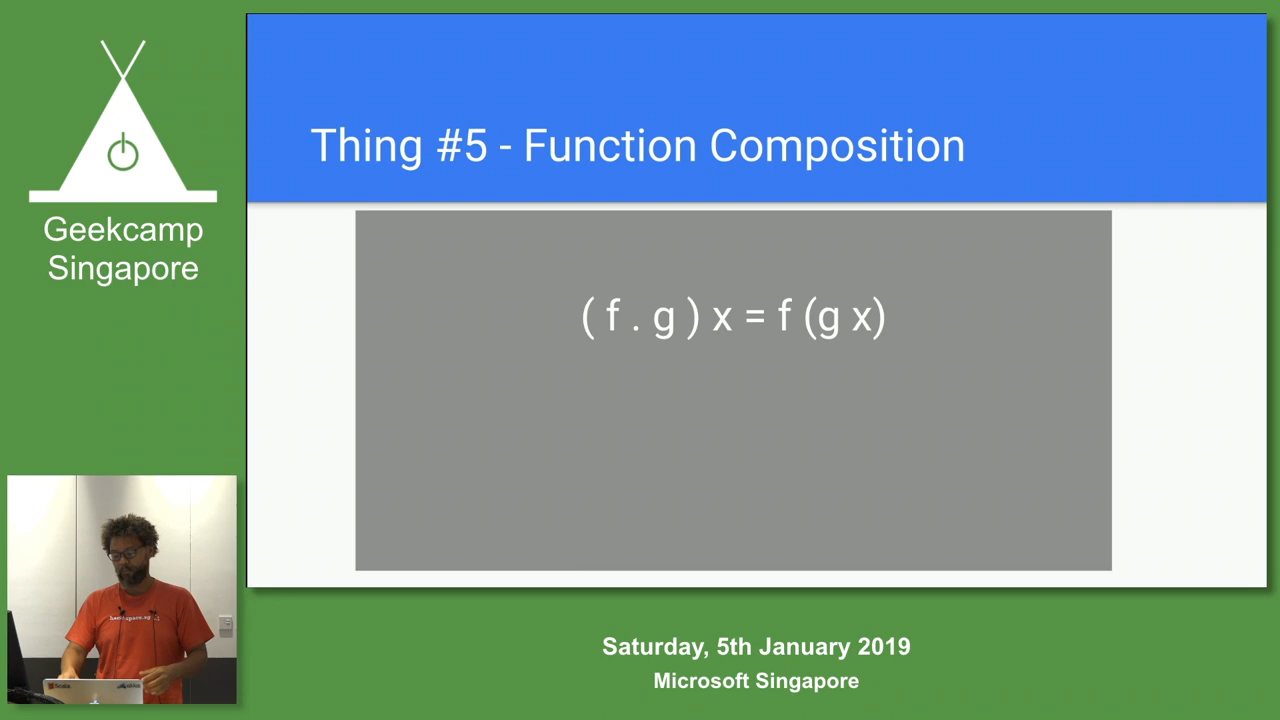 Geekcamp
Singapore
Thing #5 - Function Composition
( f . g ) x = f (g x)
Saturday, 5th January 2019
Microsoft Singapore